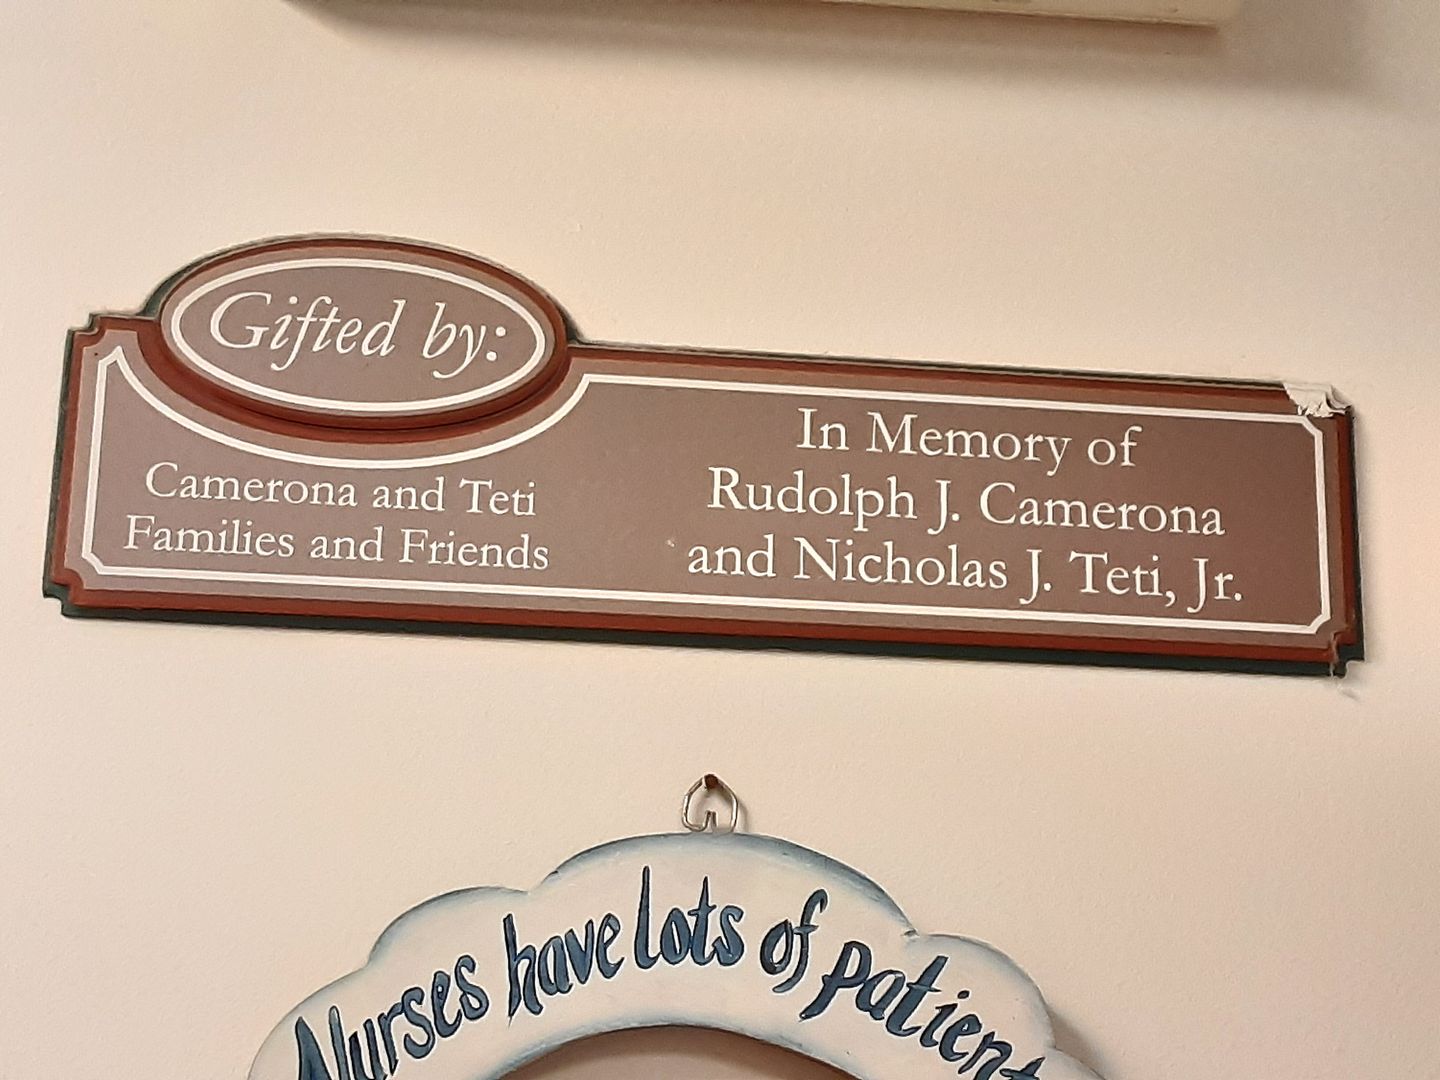 Gifted by:
Camerona and Teti
Families and Friends
In Memory of
Rudolph J. Camerona
and Nicholas J. Teti, Jr.
Nurses have lots of patient